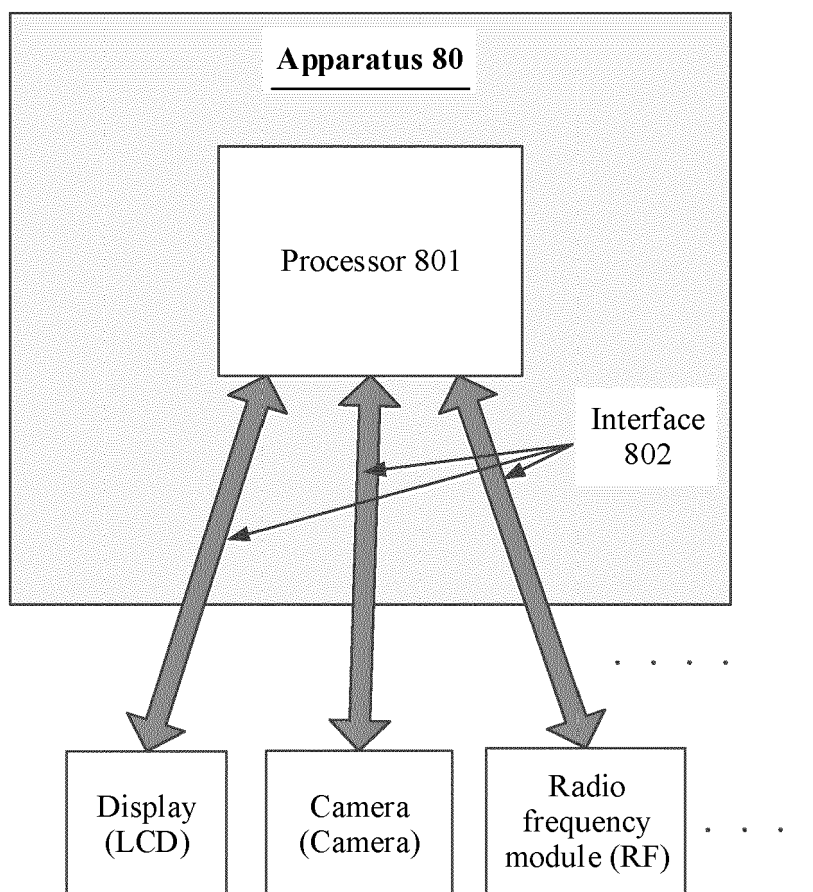 Apparatus 80
Processor 801
Interface
802
. . . .
Display
(LCD)
Camera
(Camera)
Radio
frequency
module (RF)
. . .